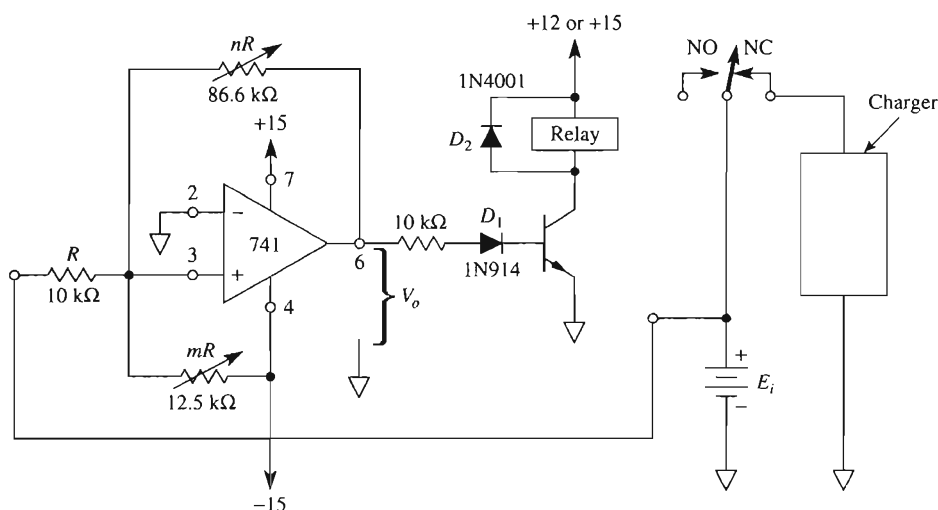 +12 or +15
nR
86.6 kΩ
1N4001
NO
NC
Charger
+15
D2
Relay
7
2
–
741
10 kΩ
D1
R
3
+
6
1N914
10 kΩ
4
Vo
mR
12.5 kΩ
+
Ei
–
–15